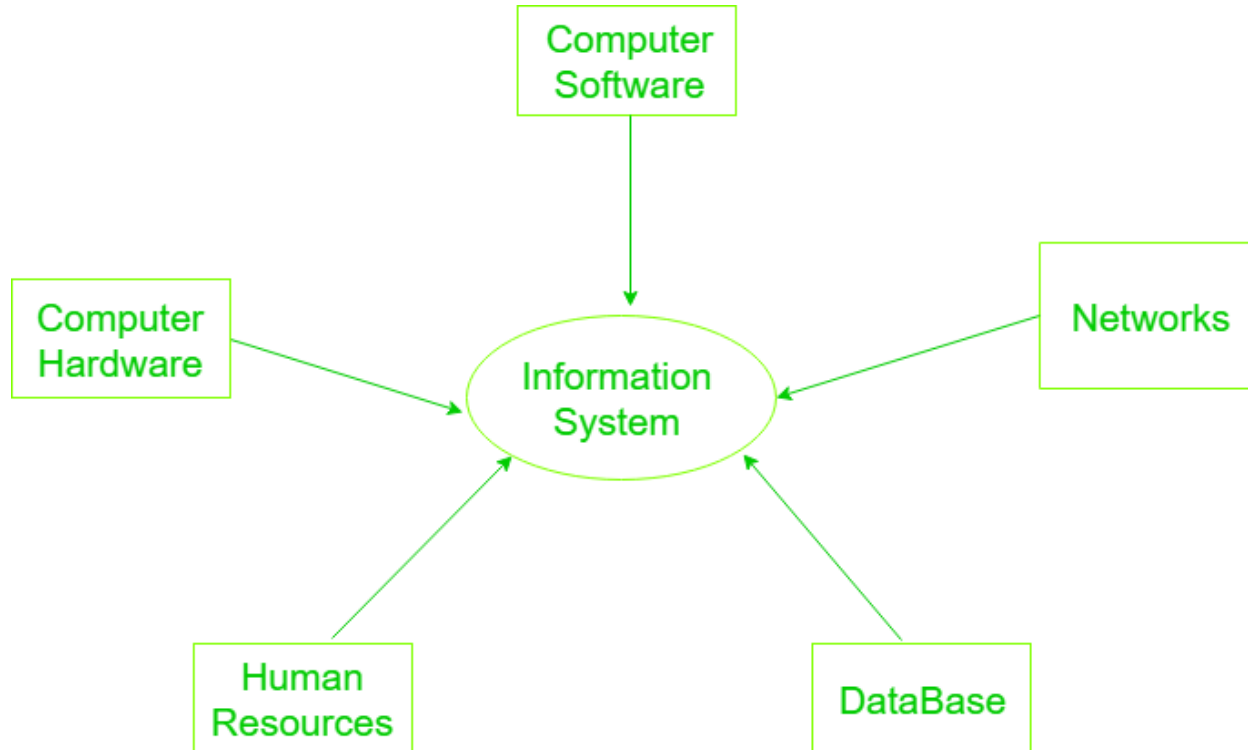 Computer
Software
Computer
Hardware
Networks
Information
System
Human
Resources
DataBase